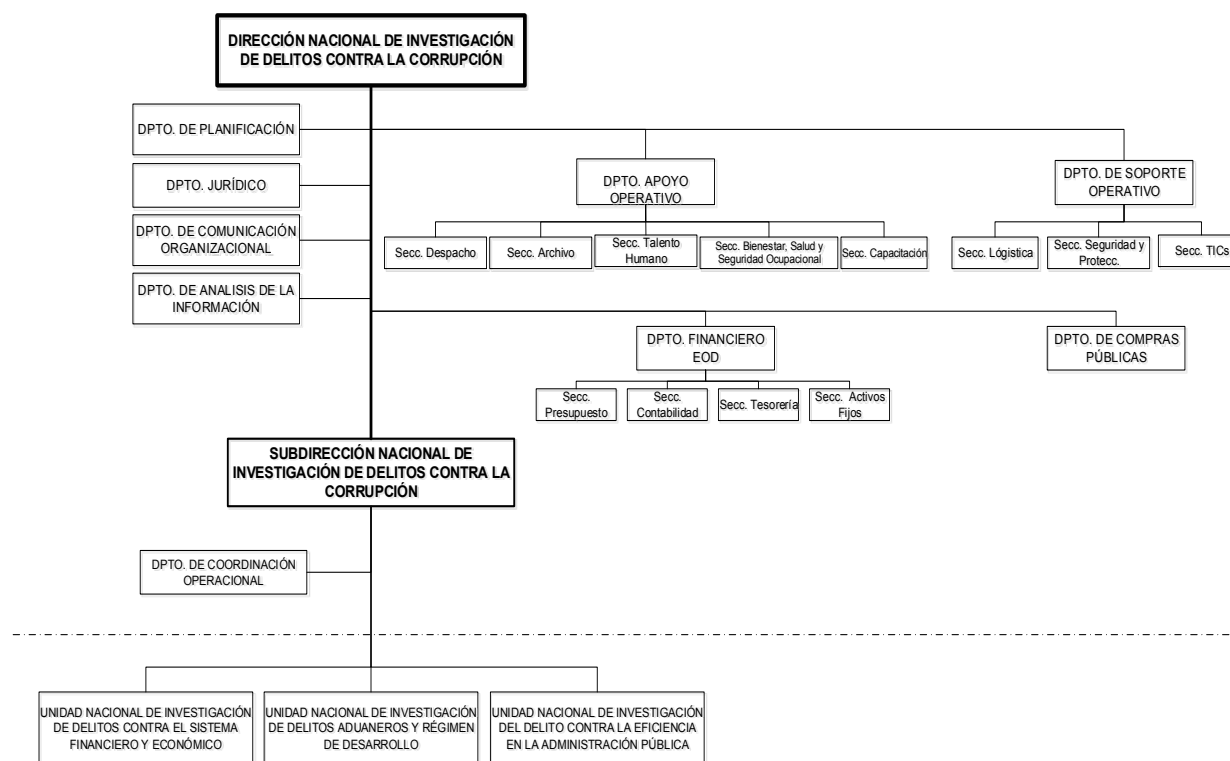 DIRECCIÓN NACIONAL DE INVESTIGACIÓN
DE DELITOS CONTRA LA CORRUPCIÓN
DPTO. DE PLANIFICACIÓN
DPTO. JURÍDICO
DPTO. DE COMUNICACIÓN
ORGANIZACIONAL
DPTO. DE ANALISIS DE LA
INFORMACIÓN
DPTO. APOYO
OPERATIVO
DPTO. DE SOPORTE
OPERATIVO
Secc. Despacho
Secc. Archivo
Secc. Talento
Humano
Secc. Bienestar, Salud y
Seguridad Ocupacional
Secc. Capacitación
Secc. Lógistica
Secc. Seguridad y
Protecc.
Secc. TICs
DPTO. FINANCIERO
EOD
DPTO. DE COMPRAS
PÚBLICAS
Secc.
Presupuesto
Secc.
Contabilidad
Secc. Tesorería
Secc. Activos
Fijos
SUBDIRECCIÓN NACIONAL DE
INVESTIGACIÓN DE DELITOS CONTRA LA
CORRUPCIÓN
DPTO. DE COORDINACIÓN
OPERACIONAL
UNIDAD NACIONAL DE INVESTIGACIÓN
DE DELITOS CONTRA EL SISTEMA
FINANCIERO Y ECONÓMICO
UNIDAD NACIONAL DE INVESTIGACIÓN
DE DELITOS ADUANEROS Y RÉGIMEN
DE DESARROLLO
UNIDAD NACIONAL DE INVESTIGACIÓN
DEL DELITO CONTRA LA EFICIENCIA
EN LA ADMINISTRACIÓN PÚBLICA